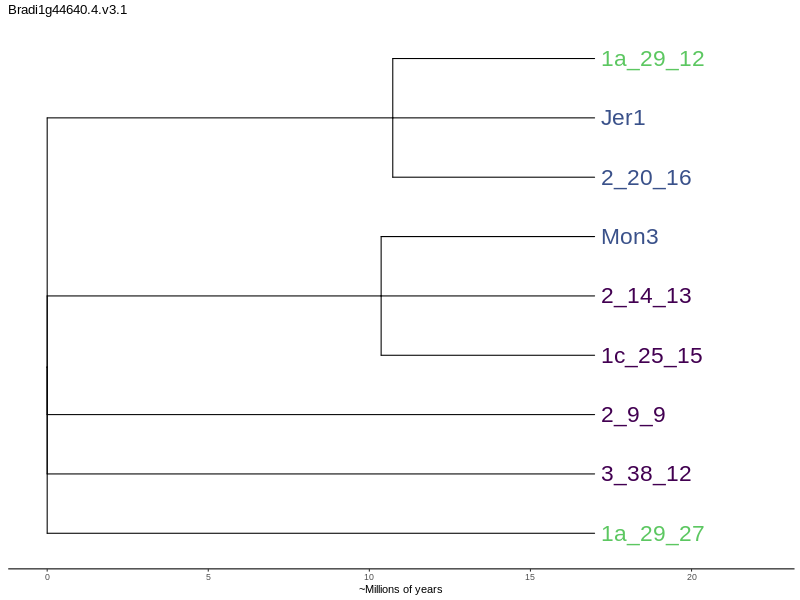 Bradi1g44640.4.v3.1
1a_29_12
Jer1
2_20_16
Mon3
2_14_13
1c_25_15
2_9_9
3_38_12
1a_29_27
0 5 10 15 20
~Millions of years